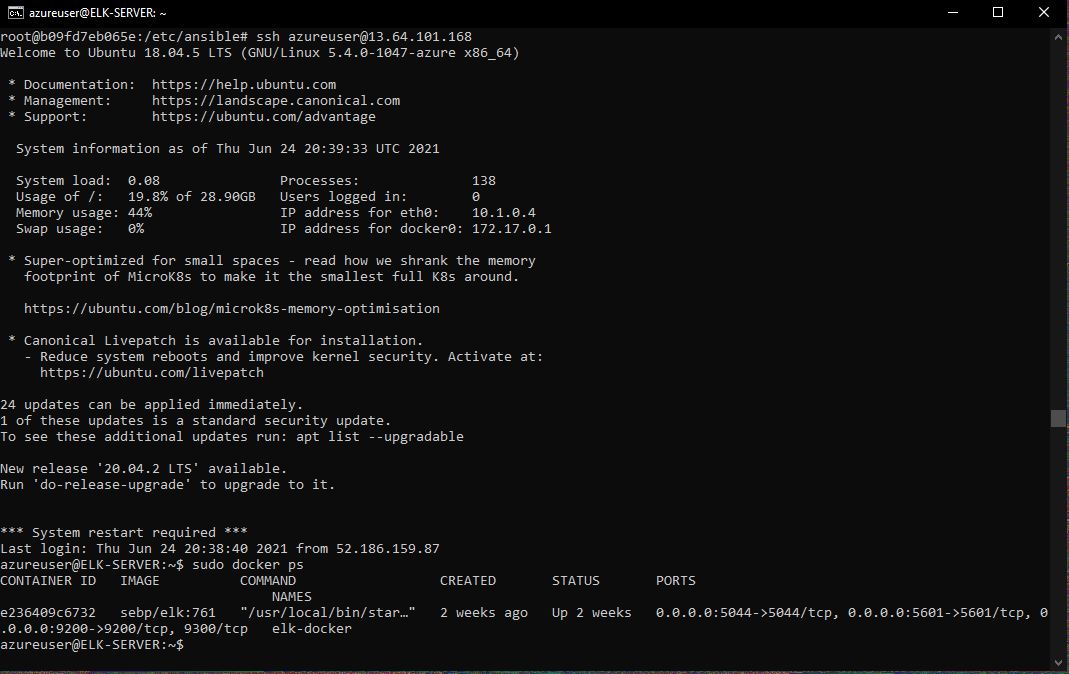 azureuser@ELK-SERVER: ~
root@b09fd7eb065e:/etc/ansible# ssh azureuser@13.64.101.168
Welcome to Ubuntu 18.04.5 LTS (GNU/Linux 5.4.0-1047-azure x86_64)

 * Documentation:  https://help.ubuntu.com
 * Management:     https://landscape.canonical.com
 * Support:        https://ubuntu.com/advantage

  System information as of Thu Jun 24 20:39:33 UTC 2021

  System load:  0.08               Processes:              138
  Usage of /:   19.8% of 28.90GB   Users logged in:        0
  Memory usage: 44%                IP address for eth0:    10.1.0.4
  Swap usage:   0%                 IP address for docker0: 172.17.0.1

 * Super-optimized for small spaces - read how we shrank the memory
   footprint of MicroK8s to make it the smallest full K8s around.

   https://ubuntu.com/blog/microk8s-memory-optimisation

 * Canonical Livepatch is available for installation.
   - Reduce system reboots and improve kernel security. Activate at:
     https://ubuntu.com/livepatch

24 updates can be applied immediately.
1 of these updates is a standard security update.
To see these additional updates run: apt list --upgradable

New release '20.04.2 LTS' available.
Run 'do-release-upgrade' to upgrade to it.


*** System restart required ***
Last login: Thu Jun 24 20:38:40 2021 from 52.186.159.87
azureuser@ELK-SERVER:~$ sudo docker ps
CONTAINER ID   IMAGE          COMMAND                  CREATED       STATUS       PORTS
                                  NAMES
e236409c6732   sebp/elk:761   "/usr/local/bin/star…"   2 weeks ago   Up 2 weeks   0.0.0.0:5044->5044/tcp, 0.0.0.0:5601->5601/tcp, 0
.0.0.0:9200->9200/tcp, 9300/tcp   elk-docker
azureuser@ELK-SERVER:~$